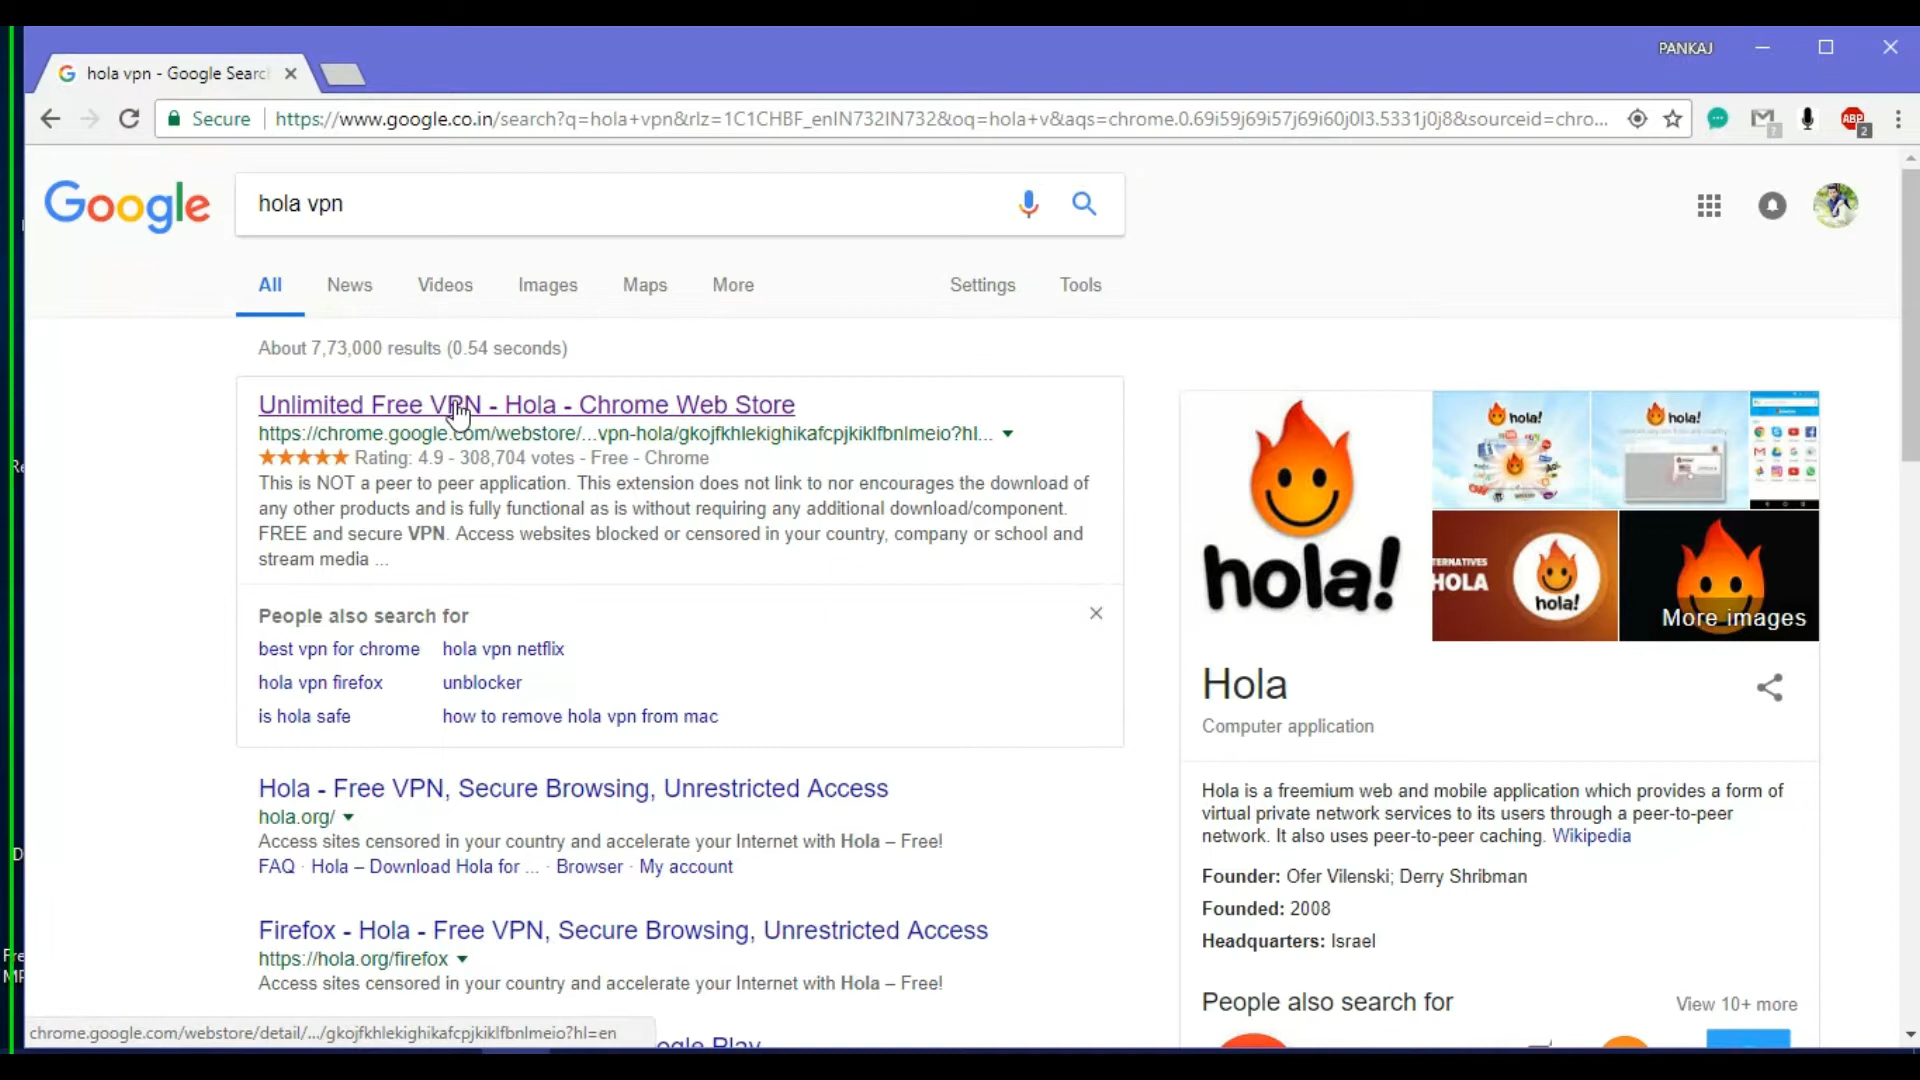 PANKAJ
hola vpn - Google Searc
Secure
https://www.google.co.in/search?q=hola+vpn&rlz=1C1CHBF_enIN732IN732&oq=hola+v&aqs=chrome.0.69i59j69i57j69i60j0l3.5331j0j8&sourceid=chro...
ABP
2
Google
hola vpn
All News Videos Images Maps More Settings Tools
About 7,73,000 results (0.54 seconds)
Unlimited Free VPN - Hola - Chrome Web Store
https://chrome.google.com/webstore/...vpn-hola/gkojfkhlekighikafcpjkiklfbnlmeio?hl...
Rating: 4.9 - 308,704 votes - Free - Chrome
This is NOT a peer to peer application. This extension does not link to nor encourages the download of
any other products and is fully functional as is without requiring any additional download/component.
FREE and secure VPN. Access websites blocked or censored in your country, company or school and
stream media ...
People also search for
best vpn for chrome hola vpn netflix
hola vpn firefox unblocker
is hola safe how to remove hola vpn from mac
Hola - Free VPN, Secure Browsing, Unrestricted Access
hola.org/
Access sites censored in your country and accelerate your Internet with Hola – Free!
FAQ · Hola – Download Hola for ... · Browser · My account
Firefox - Hola - Free VPN, Secure Browsing, Unrestricted Access
https://hola.org/firefox
Access sites censored in your country and accelerate your Internet with Hola – Free!
chrome.google.com/webstore/detail/.../gkojfkhlekighikafcpjkiklfbnlmeio?hl=en
hola!
hola!
hola!
HOLA
hola!
More images
Hola
Computer application
Hola is a freemium web and mobile application which provides a form of
virtual private network services to its users through a peer-to-peer
network. It also uses peer-to-peer caching. Wikipedia
Founder: Ofer Vilenski; Derry Shribman
Founded: 2008
Headquarters: Israel
People also search for
View 10+ more